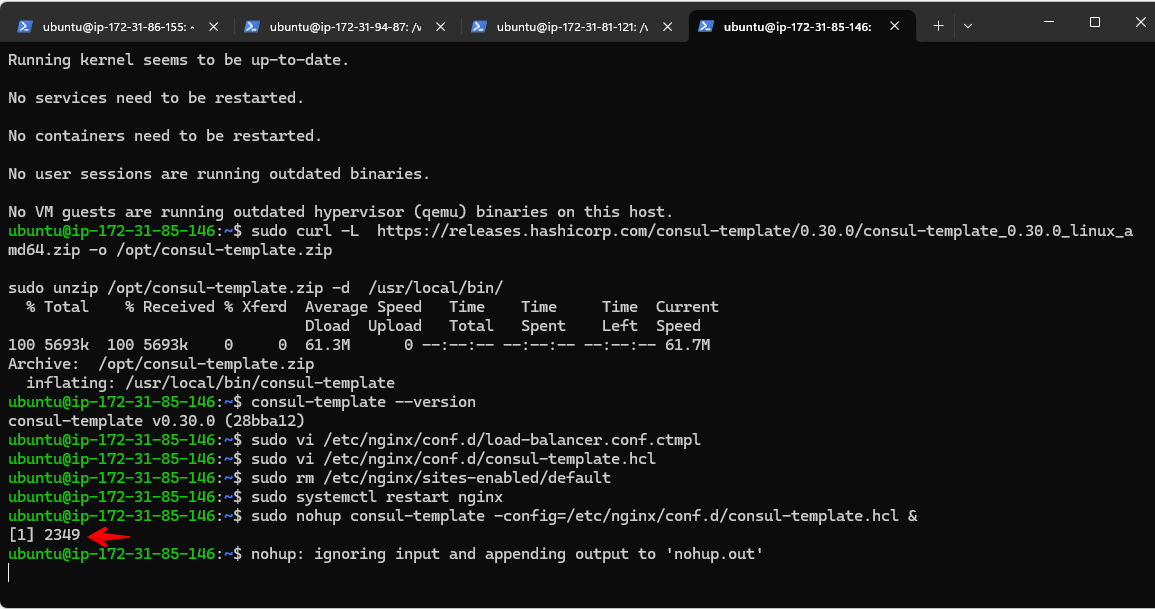 ubuntu@ip-172-31-86-155: ~
ubuntu@ip-172-31-94-87: /v
ubuntu@ip-172-31-81-121: /v
ubuntu@ip-172-31-85-146:
Running kernel seems to be up-to-date.
No services need to be restarted.
No containers need to be restarted.
No user sessions are running outdated binaries.
No VM guests are running outdated hypervisor (qemu) binaries on this host.
ubuntu@ip-172-31-85-146:~$ sudo curl -L  https://releases.hashicorp.com/consul-template/0.30.0/consul-template_0.30.0_linux_a
md64.zip -o /opt/consul-template.zip
sudo unzip /opt/consul-template.zip -d  /usr/local/bin/
  % Total    % Received % Xferd  Average Speed   Time    Time     Time  Current
                                 Dload  Upload   Total   Spent    Left  Speed
100 5693k  100 5693k    0     0  61.3M      0 --:--:-- --:--:-- --:--:-- 61.7M
Archive:  /opt/consul-template.zip
  inflating: /usr/local/bin/consul-template
ubuntu@ip-172-31-85-146:~$ consul-template --version
consul-template v0.30.0 (28bba12)
ubuntu@ip-172-31-85-146:~$ sudo vi /etc/nginx/conf.d/load-balancer.conf.ctmpl
ubuntu@ip-172-31-85-146:~$ sudo vi /etc/nginx/conf.d/consul-template.hcl
ubuntu@ip-172-31-85-146:~$ sudo rm /etc/nginx/sites-enabled/default
ubuntu@ip-172-31-85-146:~$ sudo systemctl restart nginx
ubuntu@ip-172-31-85-146:~$ sudo nohup consul-template -config=/etc/nginx/conf.d/consul-template.hcl &
[1] 2349
ubuntu@ip-172-31-85-146:~$ nohup: ignoring input and appending output to 'nohup.out'